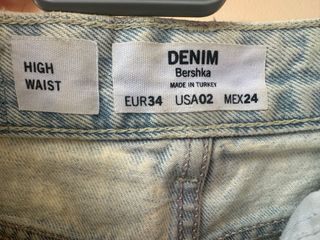 HIGH
WAIST
DENIM
Bershka
MADE IN TURKEY
EUR34 USA02 MEX24